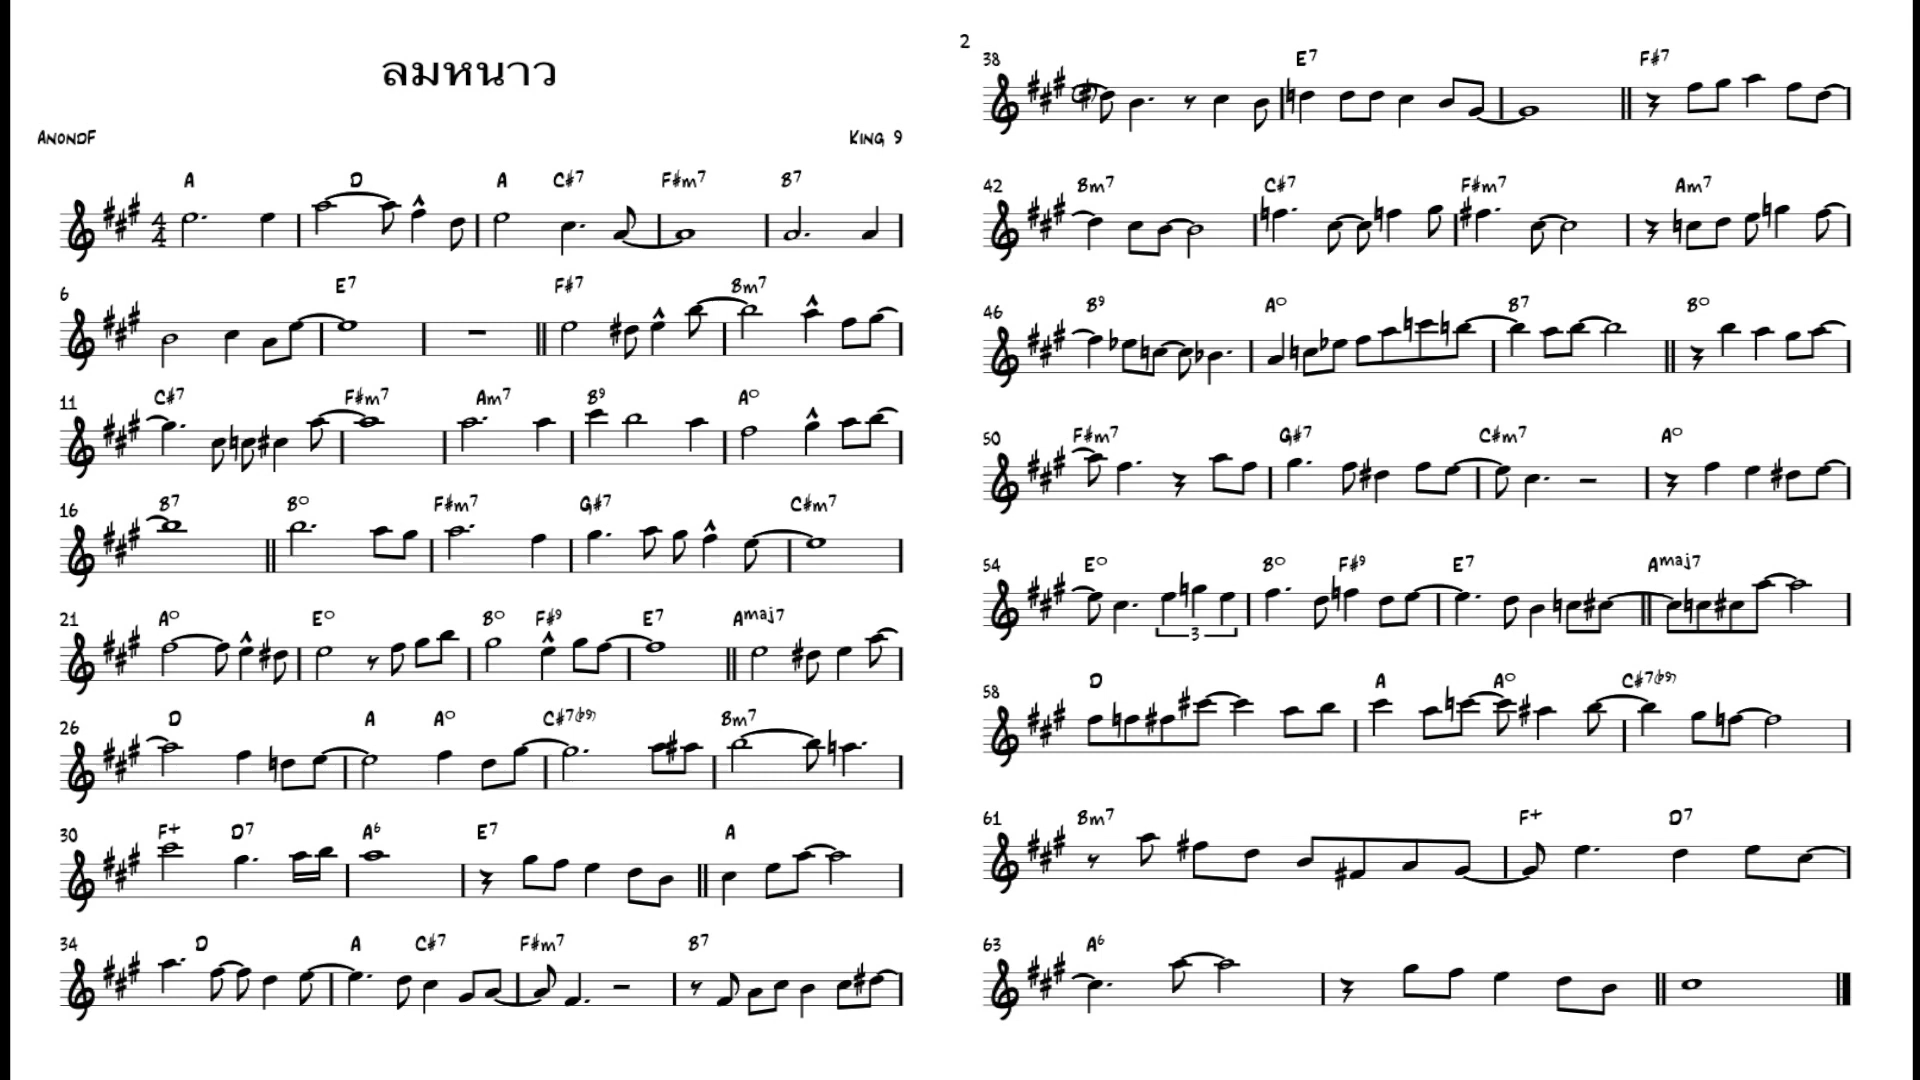 ลมหนาว
AnondF King 9
A D A C#7 F#m7 B7
4
4
6
E7 F#7 Bm7
11
C#7 F#m7 Am7 B9 A○
16
B7 B○ F#m7 G#7 C#m7
21
A○ E○ B○ F#9 E7 Amaj7
26
D A A○ C#7(b9) Bm7
30
F+ D7 A6 E7 A
34
D A C#7 F#m7 B7
2
38
E7 F#7
42
Bm7 C#7 F#m7 Am7
46
B9 A○ B7 B○
50
F#m7 G#7 C#m7 A○
54
E○ B○ F#9 E7 Amaj7
3
58
D A A○ C#7(b9)
61
Bm7 F+ D7
63
A6